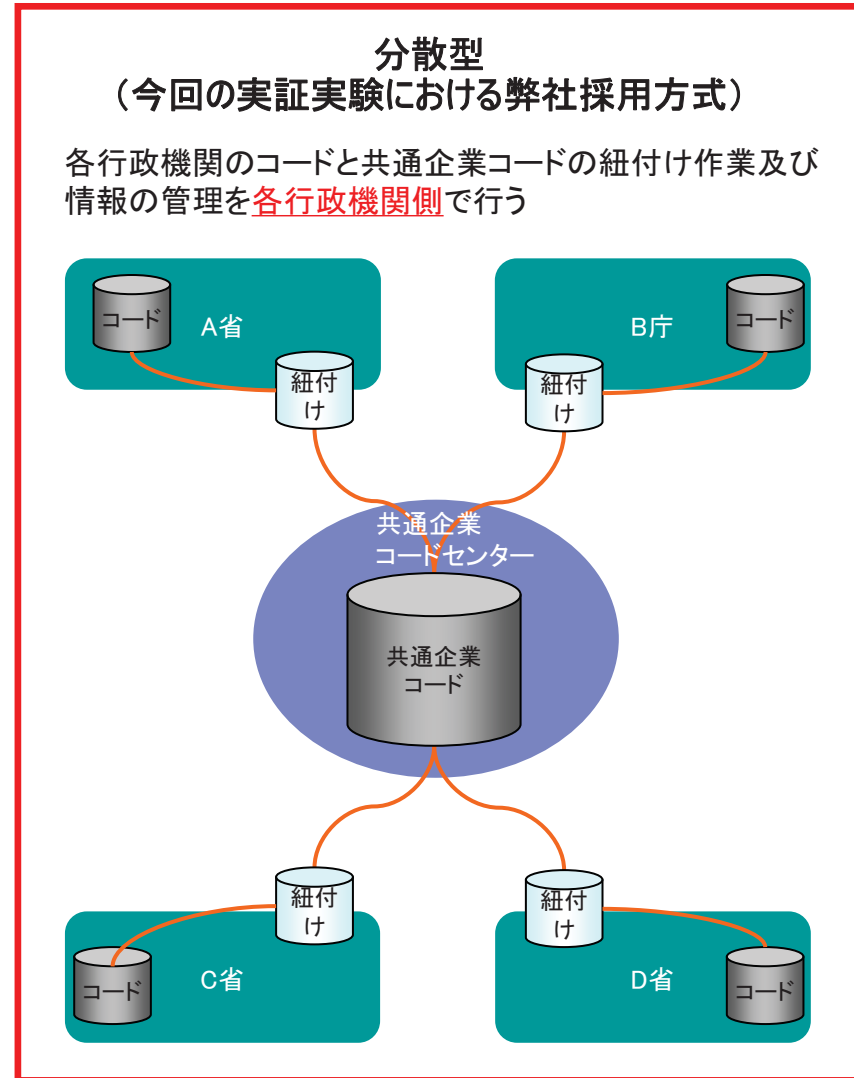 分散型
（今回の実証実験における弊社採用方式）
各行政機関のコードと共通企業コードの紐付け作業及び
情報の管理を各行政機関側で行う
コード
A省
紐付
け
B庁
コード
紐付
け
共通企業
コードセンター
共通企業
コード
紐付
け
コード
C省
紐付
け
D省
コード